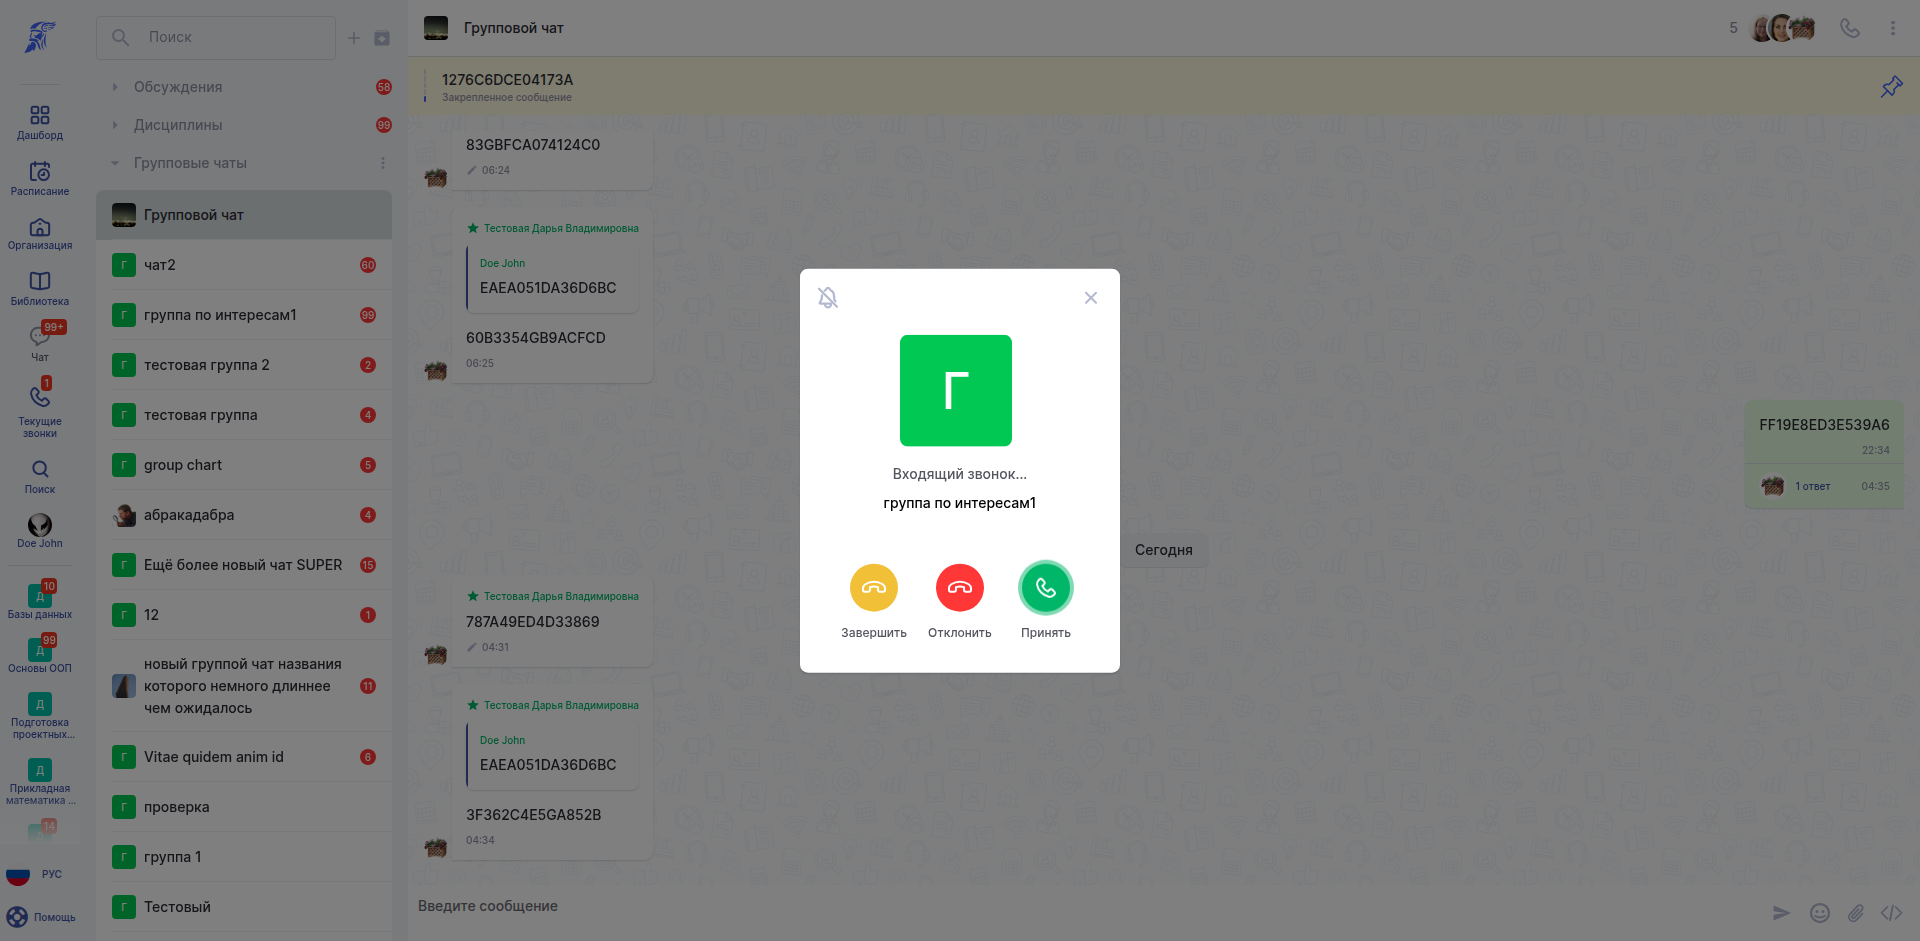 Дашборд
Расписание
Организация
Библиотека
99+
Чат
1
Текущие
звонки
Поиск
Doe John
10
Д
Базы данных
99
Д
Основы ООП
Д
Подготовка
проектных...
Д
Прикладная
математика ...
14
Д
РУС
Помощь
Поиск
Обсуждения
58
Дисциплины
99
Групповые чаты
Групповой чат
Г
чат2
60
Г
группа по интересам1
99
Г
тестовая группа 2
2
Г
тестовая группа
4
Г
group chart
5
абракадабра
4
Г
Ещё более новый чат SUPER
15
Г
12
1
новый группой чат названия
которого немного длиннее
чем ожидалось
11
Г
Vitae quidem anim id
6
Г
проверка
Г
группа 1
Г
Тестовый
Групповой чат
5
1276C6DCE04173A
Закрепленное сообщение
83GBFCA074124C0
06:24
Тестовая Дарья Владимировна
Doe John
EAEA051DA36D6BC
60B3354GB9ACFCD
06:25
FF19E8ED3E539A6
22:34
1 ответ
04:35
Сегодня
Тестовая Дарья Владимировна
787A49ED4D33869
04:31
Тестовая Дарья Владимировна
Doe John
EAEA051DA36D6BC
3F362C4E5GA852B
04:34
Введите сообщение
Г
Входящий звонок...
группа по интересам1
Завершить
Отклонить
Принять